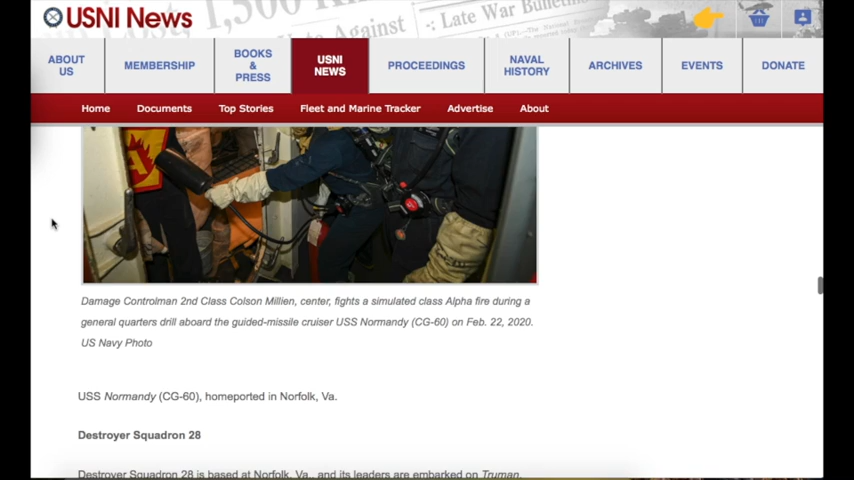 1,500
Against
Late War Bulletins
USNI News
ABOUT US
MEMBERSHIP
BOOKS & PRESS
USNI NEWS
PROCEEDINGS
NAVAL HISTORY
ARCHIVES
EVENTS
DONATE
Home
Documents
Top Stories
Fleet and Marine Tracker
Advertise
About
Damage Controlman 2nd Class Colson Millien, center, fights a simulated class Alpha fire during a
general quarters drill aboard the guided-missile cruiser USS Normandy (CG-60) on Feb. 22, 2020.
US Navy Photo
USS Normandy (CG-60), homeported in Norfolk, Va.
Destroyer Squadron 28
Destroyer Squadron 28 is based at Norfolk, Va., and its leaders are embarked on Truman.